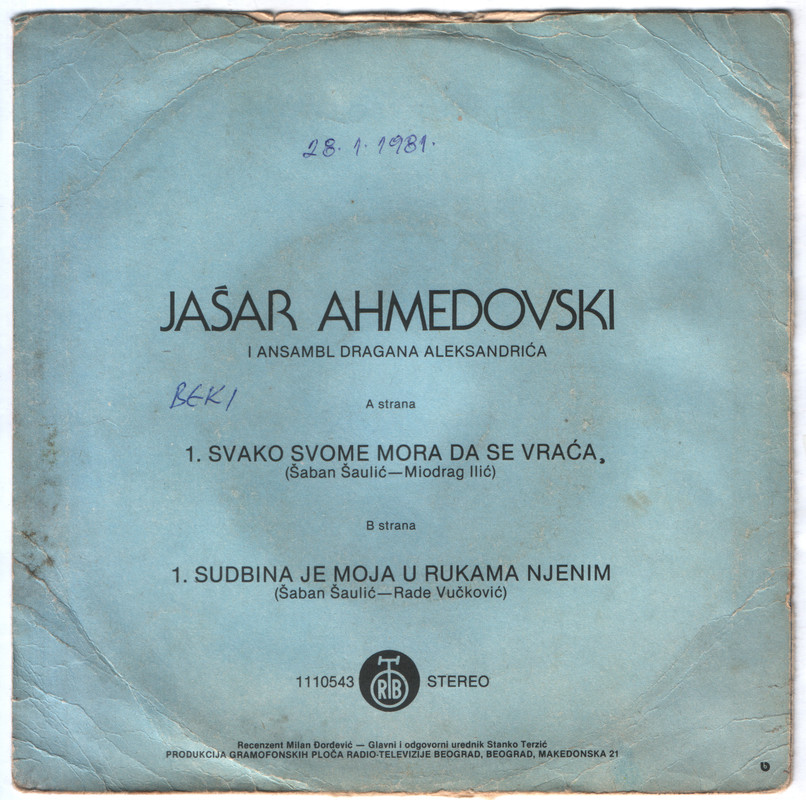 28. 1. 1981.
JAŠAR AHMEDOVSKI
I ANSAMBL DRAGANA ALEKSANDRIĆA
BEKI
A strana
1. SVAKO SVOME MORA DA SE VRAĆA
(Šaban Šaulić—Miodrag Ilić)
B strana
1. SUDBINA JE MOJA U RUKAMA NJENIM
(Šaban Šaulić—Rade Vučković)
1110543 RTB STEREO
Recenzent Milan Đorđević — Glavni i odgovorni urednik Stanko Terzić
PRODUKCIJA GRAMOFONSKIH PLOČA RADIO-TELEVIZIJE BEOGRAD, BEOGRAD, MAKEDONSKA 21